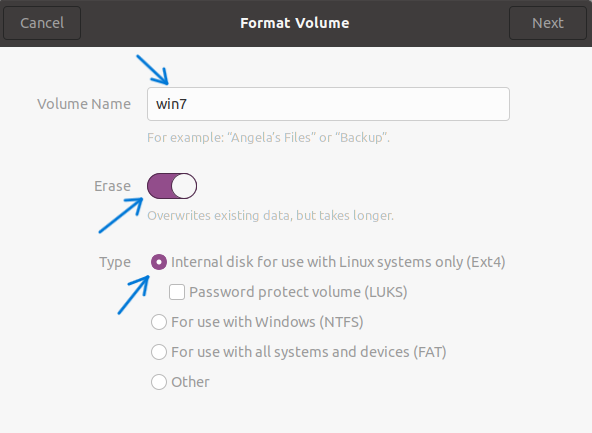 Cancel Format Volume Next
Volume Name win7
For example: "Angela's Files" or "Backup".
Erase
Overwrites existing data, but takes longer.
Type Internal disk for use with Linux systems only (Ext4)
Password protect volume (LUKS)
For use with Windows (NTFS)
For use with all systems and devices (FAT)
Other